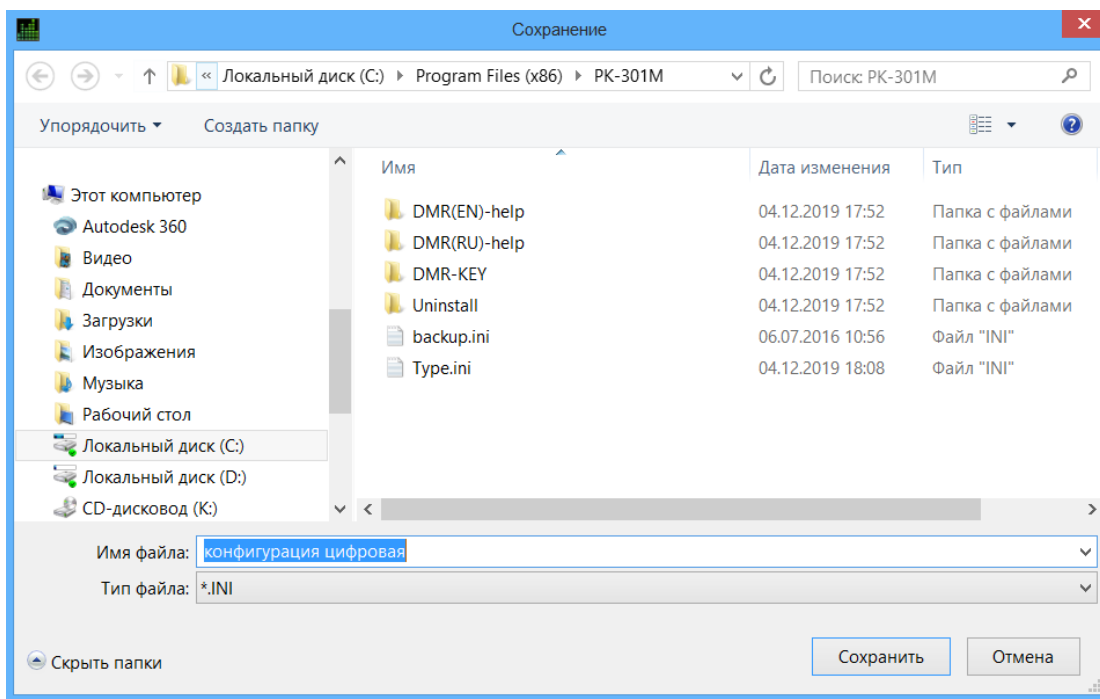 Сохранение
« Локальный диск (C:) Program Files (x86) РК-301М Поиск: РК-301М
Упорядочить Создать папку
Имя Дата изменения Тип
Этот компьютер
Autodesk 360
Видео
Документы
Загрузки
Изображения
Музыка
Рабочий стол
Локальный диск (C:)
Локальный диск (D:)
CD-дисковод (K:)
DMR(EN)-help 04.12.2019 17:52 Папка с файлами
DMR(RU)-help 04.12.2019 17:52 Папка с файлами
DMR-KEY 04.12.2019 17:52 Папка с файлами
Uninstall 04.12.2019 17:52 Папка с файлами
backup.ini 06.07.2016 10:56 Файл "INI"
Type.ini 04.12.2019 18:08 Файл "INI"
Имя файла: конфигурация цифровая
Тип файла: *.INI
Скрыть папки Сохранить Отмена